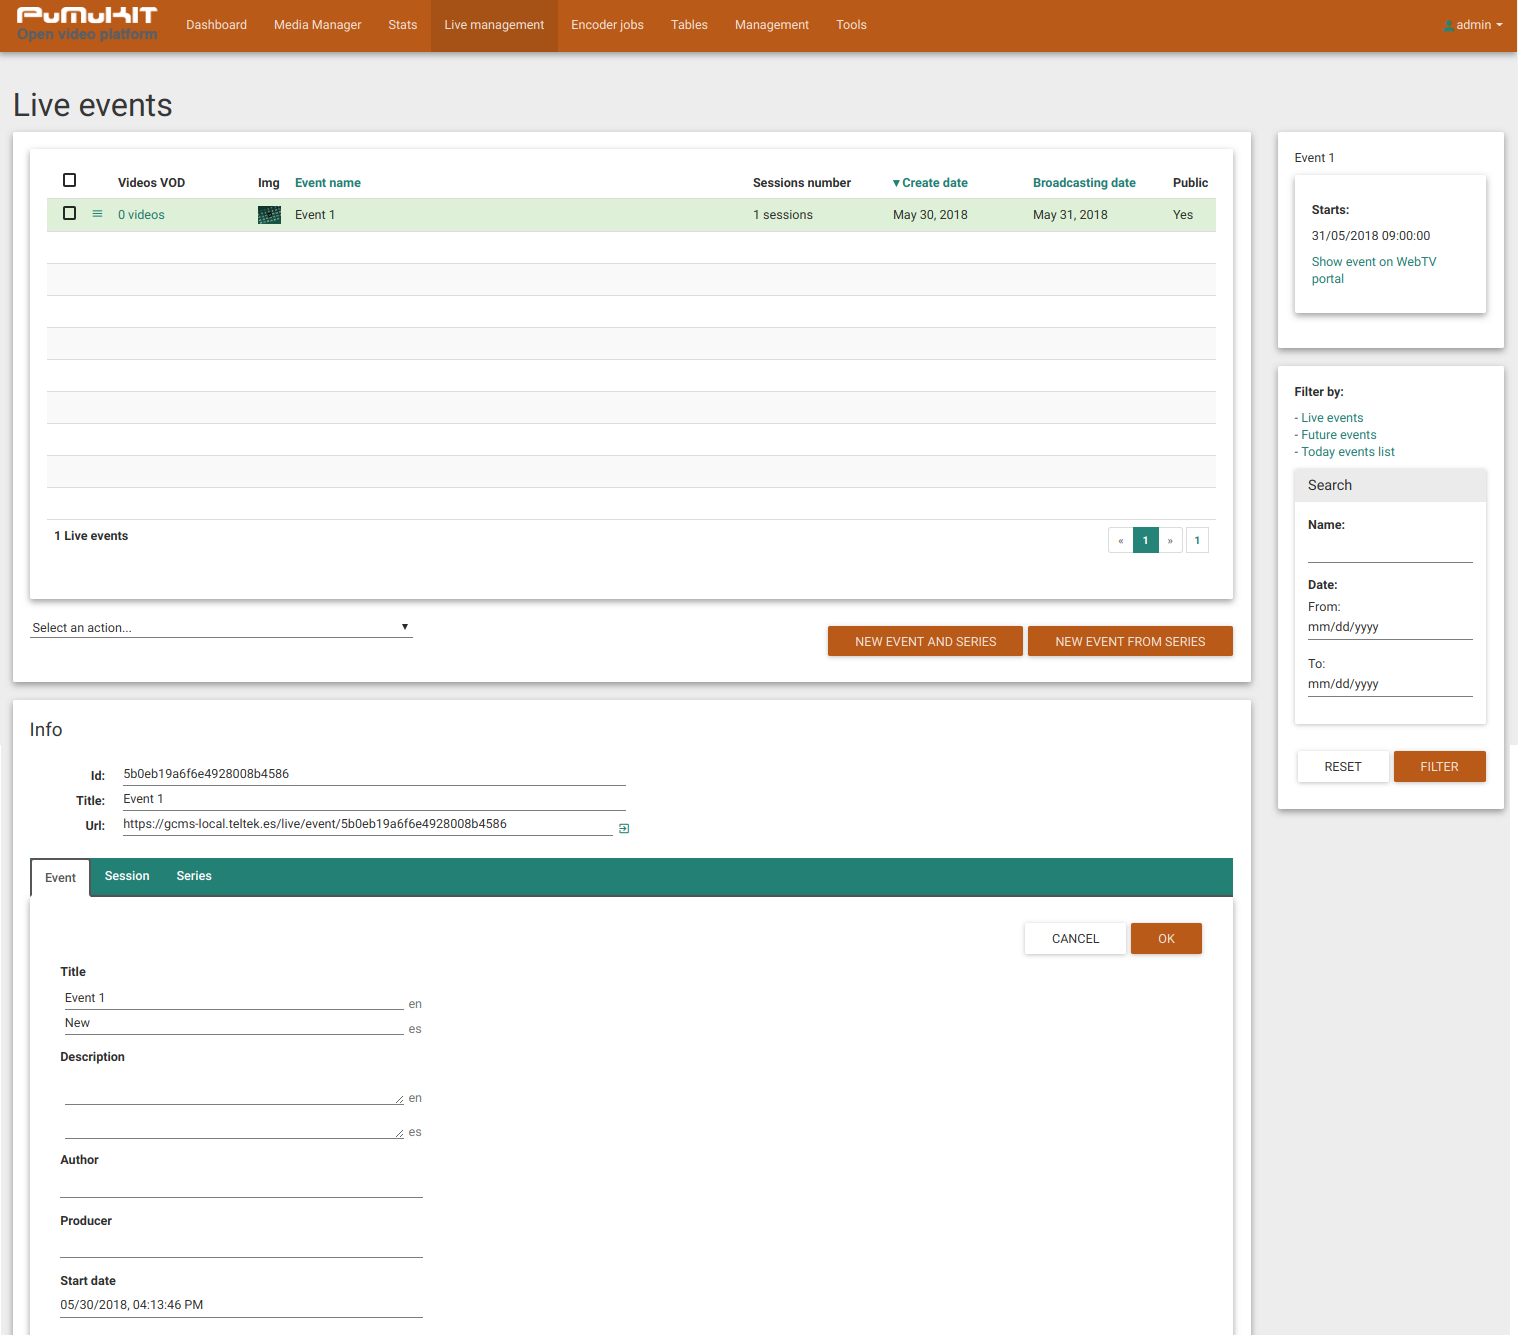 PuMuKIT
Open video platform
Dashboard Media Manager Stats Live management Encoder jobs Tables Management Tools admin
Live events
Videos VOD Img Event name Sessions number ▾ Create date Broadcasting date Public
0 videos Event 1 1 sessions May 30, 2018 May 31, 2018 Yes
1 Live events « 1 » 1
Select an action... ▼
NEW EVENT AND SERIES NEW EVENT FROM SERIES
Event 1
Starts:
31/05/2018 09:00:00
Show event on WebTV
portal
Filter by:
- Live events
- Future events
- Today events list
Search
Name:
Date:
From:
mm/dd/yyyy
To:
mm/dd/yyyy
RESET FILTER
Info
Id: 5b0eb19a6f6e4928008b4586
Title: Event 1
Url: https://gcms-local.teltek.es/live/event/5b0eb19a6f6e4928008b4586
Event Session Series
CANCEL OK
Title
Event 1 en
New es
Description
en
es
Author
Producer
Start date
05/30/2018, 04:13:46 PM